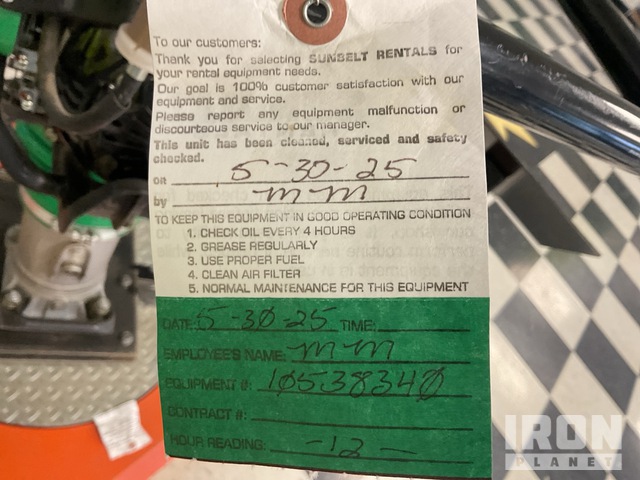 To our customers:
Thank you for selecting SUNBELT RENTALS for
your rental equipment needs.
Our goal is 100% customer satisfaction with our
equipment and service.
Please report any equipment malfunction or
discourteous service to our manager.
This unit has been cleaned, serviced and safety
checked.
on 5-30-25
by mm
TO KEEP THIS EQUIPMENT IN GOOD OPERATING CONDITION
1. CHECK OIL EVERY 4 HOURS
2. GREASE REGULARLY
3. USE PROPER FUEL
4. CLEAN AIR FILTER
5. NORMAL MAINTENANCE FOR THIS EQUIPMENT
DATE: 5-30-25 TIME:
EMPLOYEE'S NAME: mm
EQUIPMENT #: 10538340
CONTRACT #:
HOUR READING: -12-
IRON
PLANET